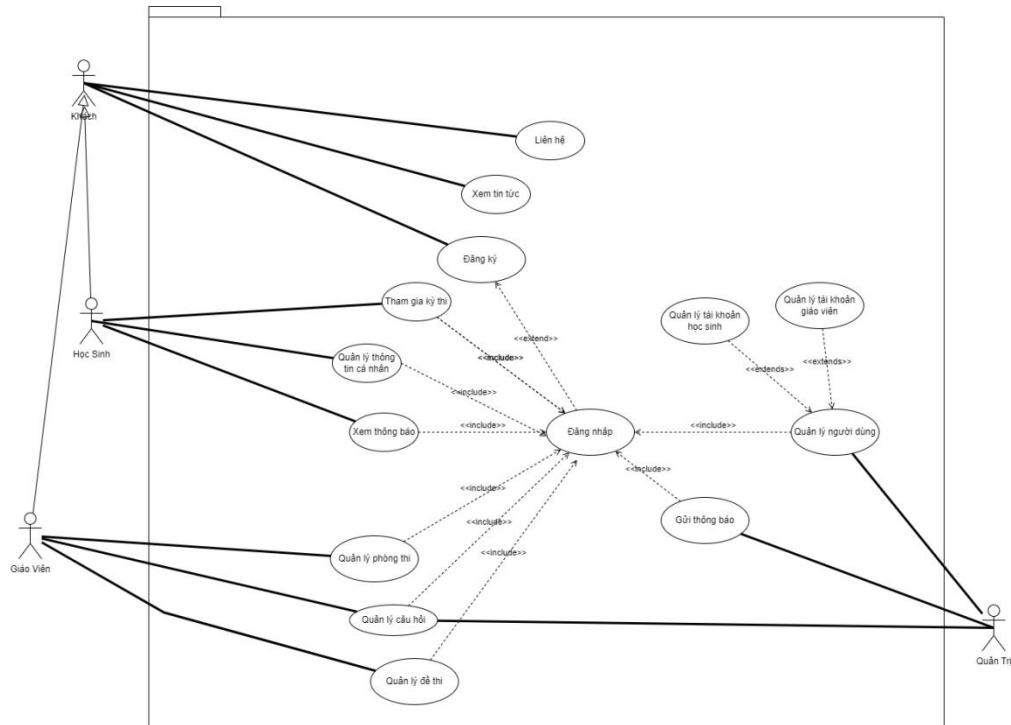 Khách
Liên hệ
Xem tin tức
Đăng ký
Tham gia kỳ thi
Quản lý tài khoản
học sinh
Quản lý tài khoản
giáo viên
Học Sinh
<<extend>>
<<include>>
Quản lý thông
tin cá nhân
<<extends>>
<<extends>>
<<include>>
Xem thông báo
<<include>>
Đăng nhập
<<include>>
Quản lý người dùng
<<include>>
<<include>>
Gửi thông báo
<<include>>
<<include>>
Giáo Viên
Quản lý phòng thi
Quản lý câu hỏi
Quản lý đề thi
Quản Trị